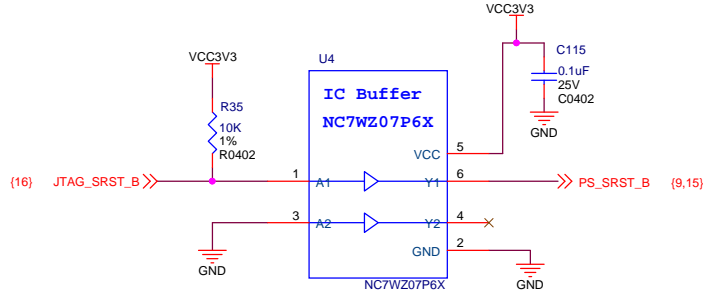 VCC3V3
U4
C115
VCC3V3
0.1uF
25V
C0402
IC Buffer
NC7WZ07P6X
R35
10K
1%
R0402
GND
VCC
5
{16} JTAG_SRST_B
1
A1
Y1
6
PS_SRST_B {9,15}
3
A2
Y2
4
GND
2
GND
GND
NC7WZ07P6X